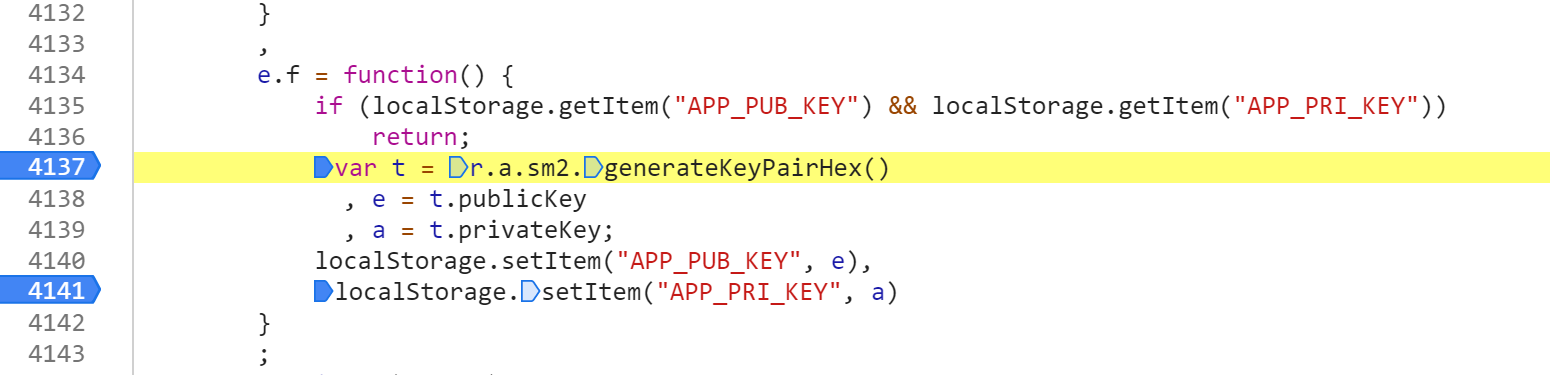 4132 }
4133 ,
4134 e.f = function() {
4135 if (localStorage.getItem("APP_PUB_KEY") && localStorage.getItem("APP_PRI_KEY"))
4136 return;
4137 var t = r.a.sm2.generateKeyPairHex()
4138 , e = t.publicKey
4139 , a = t.privateKey;
4140 localStorage.setItem("APP_PUB_KEY", e),
4141 localStorage.setItem("APP_PRI_KEY", a)
4142 }
4143 ;